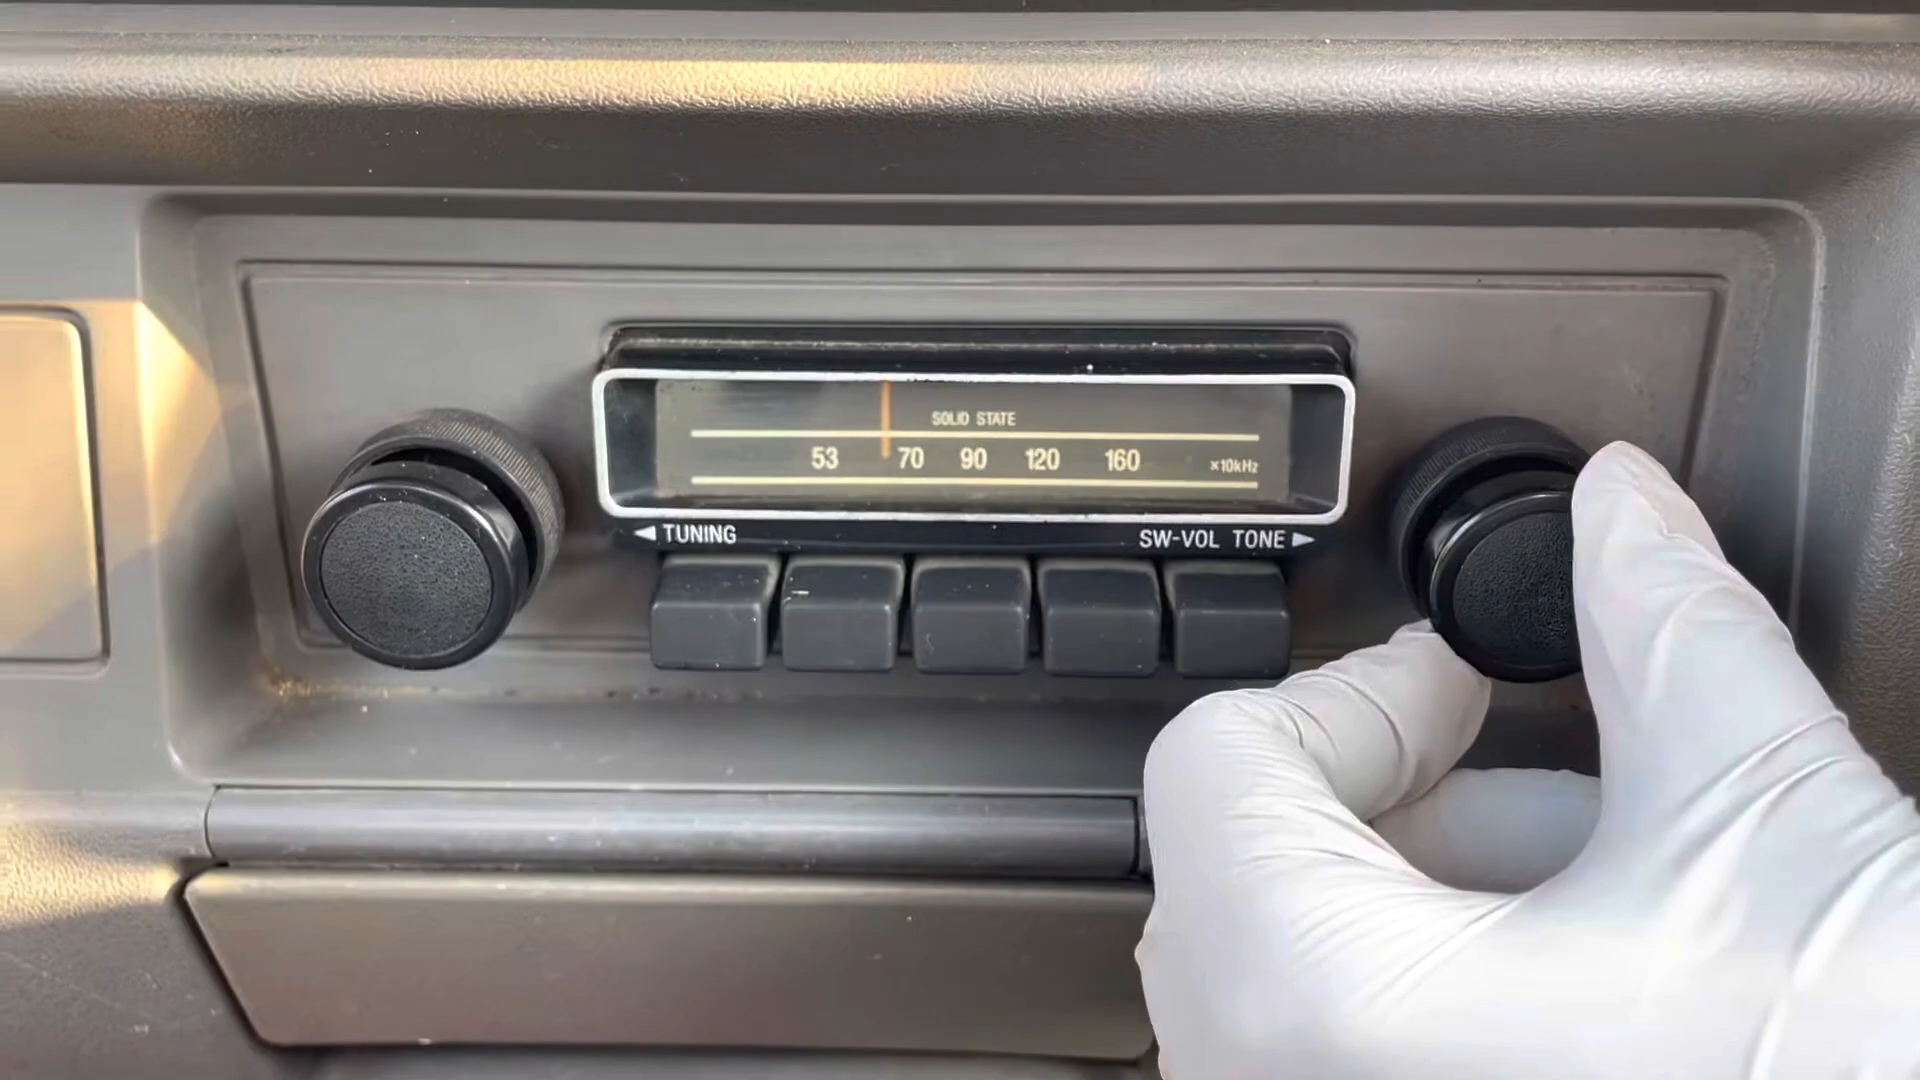 SOLID STATE
53 70 90 120 160 ×10kHz
◄ TUNING SW-VOL TONE ►